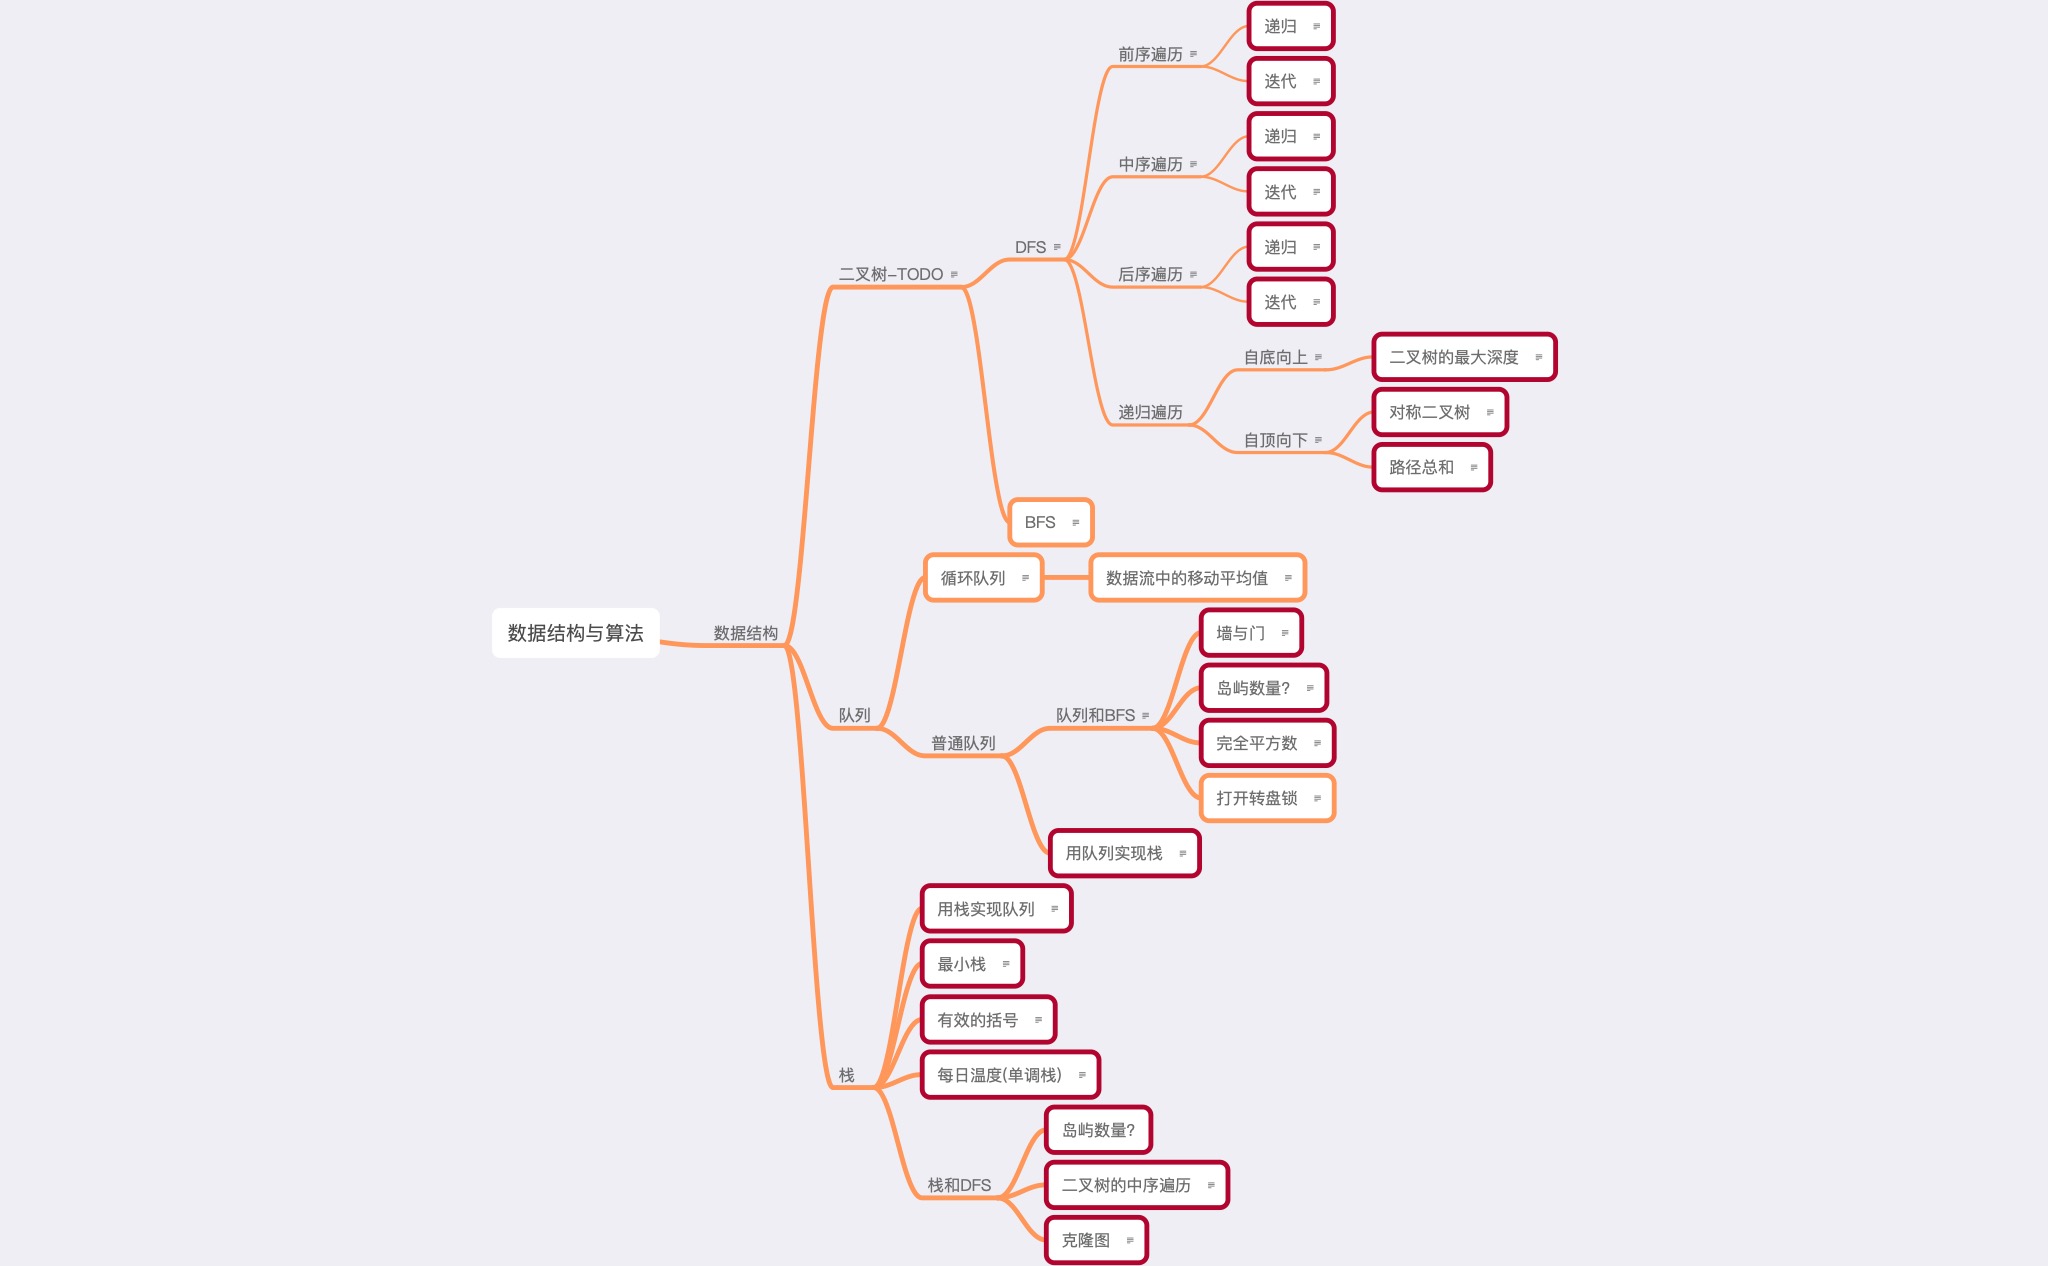 数据结构与算法
数据结构
二叉树-TODO
DFS
前序遍历
递归
迭代
中序遍历
递归
迭代
后序遍历
递归
迭代
递归遍历
自底向上
二叉树的最大深度
自顶向下
对称二叉树
路径总和
BFS
队列
循环队列
数据流中的移动平均值
普通队列
队列和BFS
墙与门
岛屿数量?
完全平方数
打开转盘锁
用队列实现栈
栈
用栈实现队列
最小栈
有效的括号
每日温度(单调栈)
栈和DFS
岛屿数量?
二叉树的中序遍历
克隆图